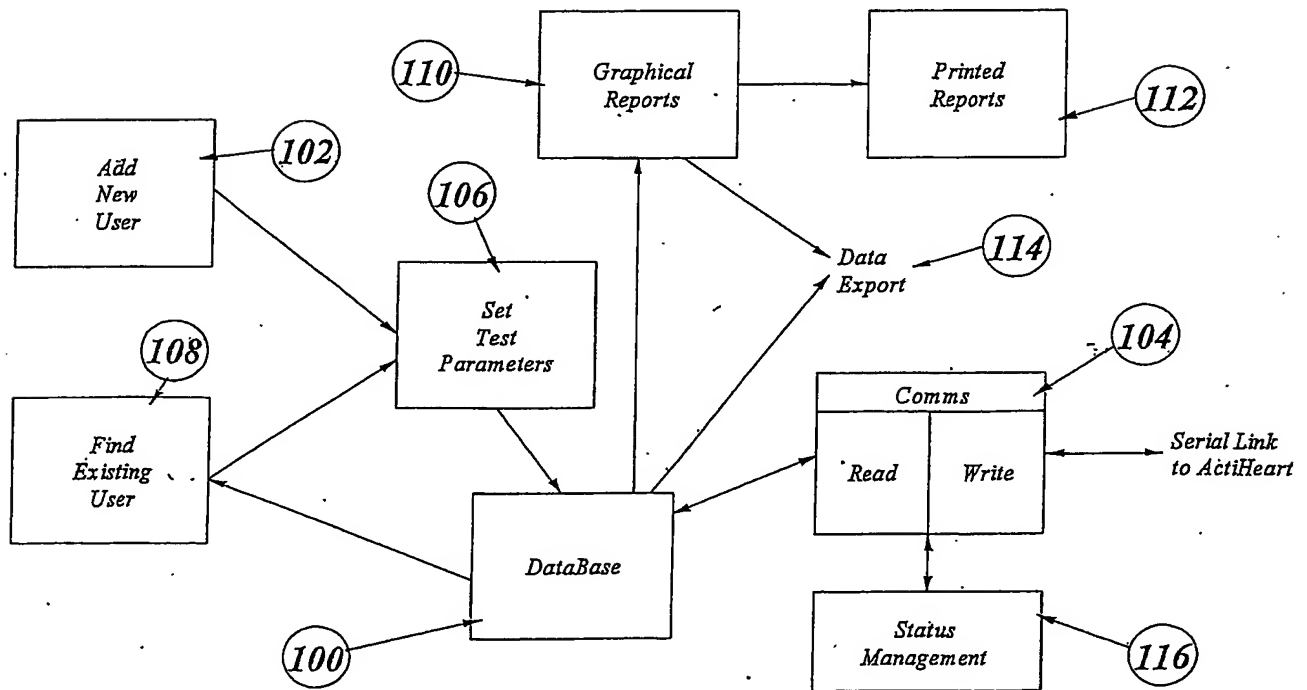 110
Graphical
Reports
Printed
Reports
112
102
Add
New
User
106
Set
Test
Parameters
Data
Export
114
108
Find
Existing
User
104
Comms
Read
Write
Serial Link
to ActiHeart
DataBase
100
Status
Management
116